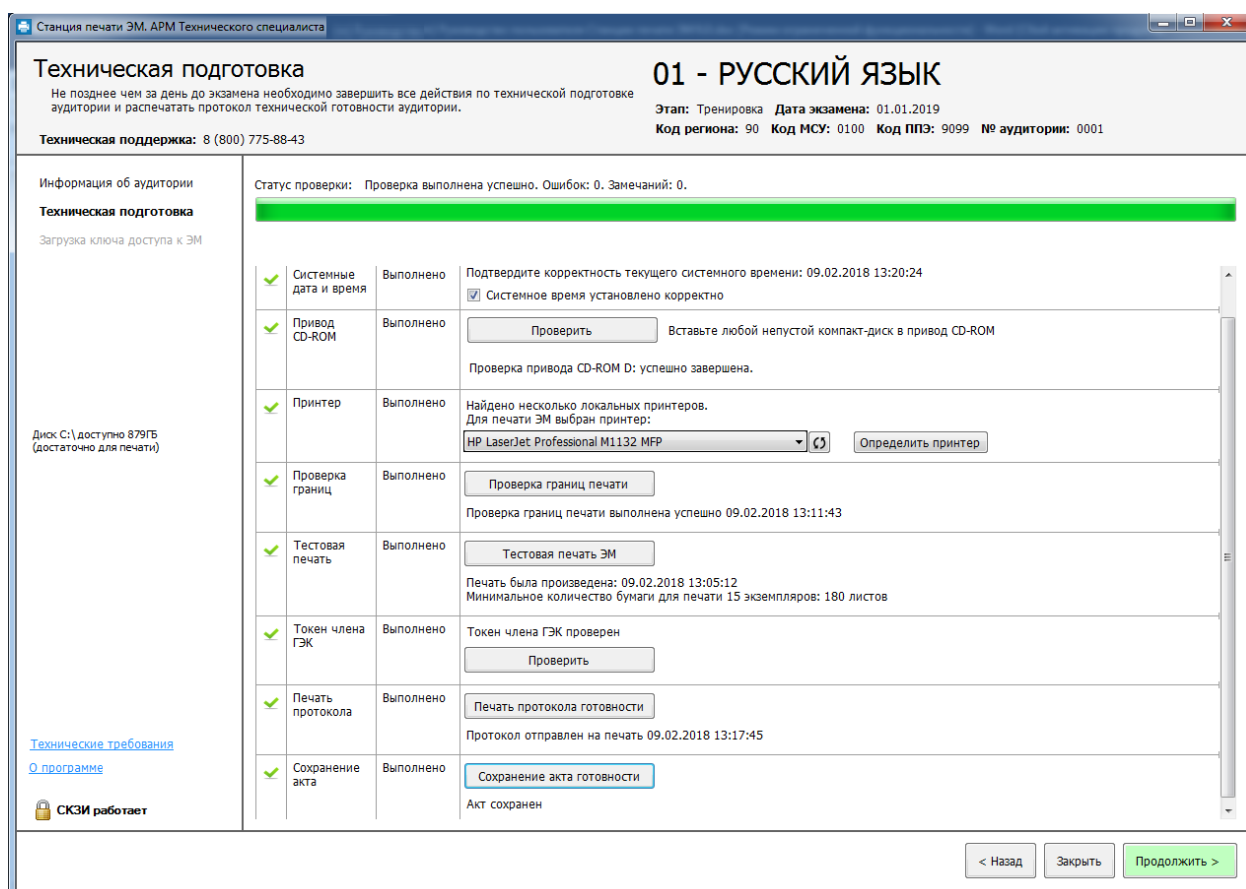 Станция печати ЭМ. АРМ Технического специалиста
Техническая подготовка
Не позднее чем за день до экзамена необходимо завершить все действия по технической подготовке
аудитории и распечатать протокол технической готовности аудитории.
Техническая поддержка: 8 (800) 775-88-43
01 - РУССКИЙ ЯЗЫК
Этап: Тренировка Дата экзамена: 01.01.2019
Код региона: 90 Код МСУ: 0100 Код ППЭ: 9099 № аудитории: 0001
Информация об аудитории
Техническая подготовка
Загрузка ключа доступа к ЭМ
Диск C:\ доступно 879ГБ
(достаточно для печати)
Технические требования
О программе
СКЗИ работает
Статус проверки: Проверка выполнена успешно. Ошибок: 0. Замечаний: 0.
Системные
дата и время
Выполнено
Подтвердите корректность текущего системного времени: 09.02.2018 13:20:24
Системное время установлено корректно
Привод
CD-ROM
Выполнено
Проверить
Вставьте любой непустой компакт-диск в привод CD-ROM
Проверка привода CD-ROM D: успешно завершена.
Принтер
Выполнено
Найдено несколько локальных принтеров.
Для печати ЭМ выбран принтер:
HP LaserJet Professional M1132 MFP
Определить принтер
Проверка
границ
Выполнено
Проверка границ печати
Проверка границ печати выполнена успешно 09.02.2018 13:11:43
Тестовая
печать
Выполнено
Тестовая печать ЭМ
Печать была произведена: 09.02.2018 13:05:12
Минимальное количество бумаги для печати 15 экземпляров: 180 листов
Токен члена
ГЭК
Выполнено
Токен члена ГЭК проверен
Проверить
Печать
протокола
Выполнено
Печать протокола готовности
Протокол отправлен на печать 09.02.2018 13:17:45
Сохранение
акта
Выполнено
Сохранение акта готовности
Акт сохранен
< Назад
Закрыть
Продолжить >